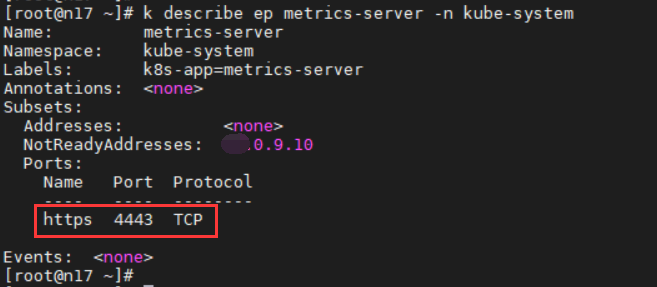 [root@n17 ~]# k describe ep metrics-server -n kube-system
Name:         metrics-server
Namespace:    kube-system
Labels:       k8s-app=metrics-server
Annotations:  <none>
Subsets:
  Addresses:          <none>
  NotReadyAddresses:  .0.9.10
  Ports:
    Name   Port  Protocol
    ----   ----  --------
    https  4443  TCP
Events:  <none>
[root@n17 ~]#